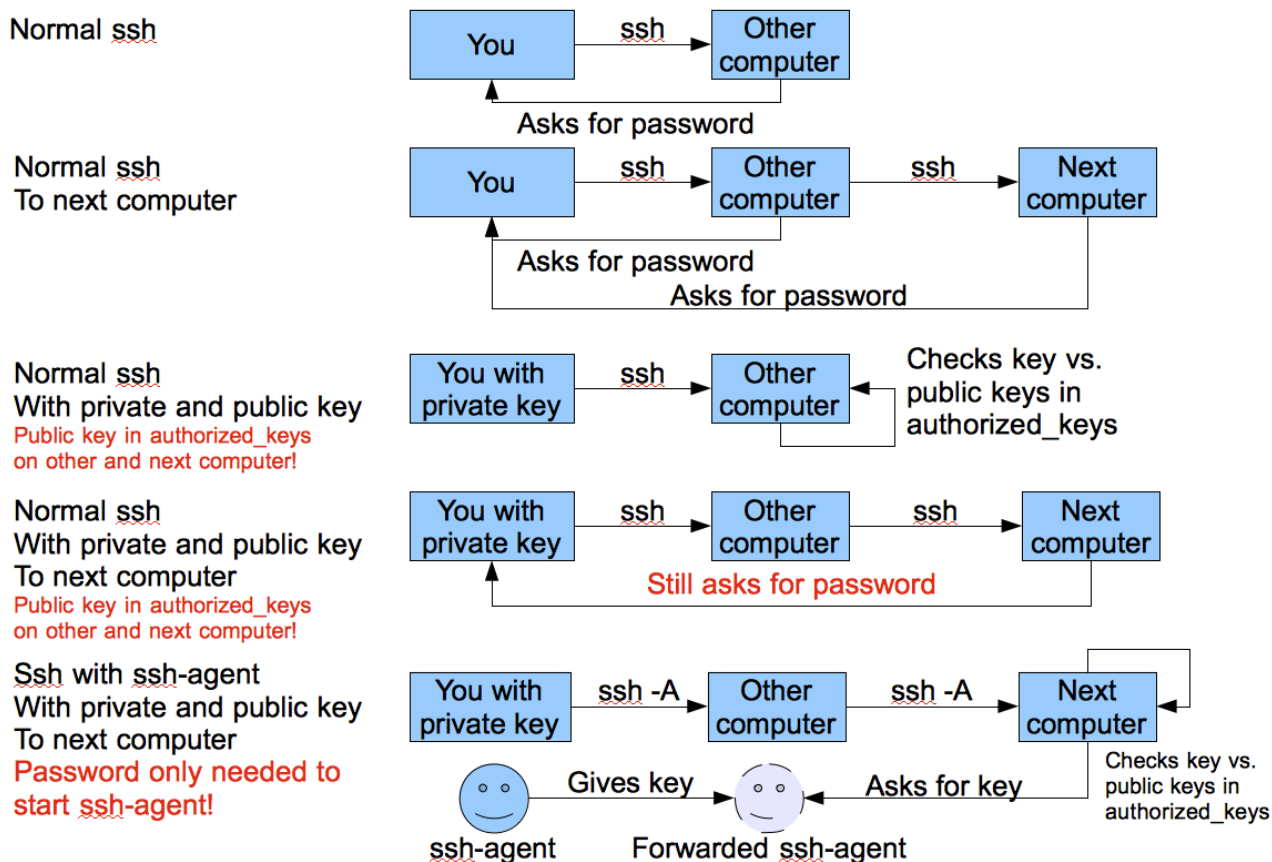 Normal ssh
You
ssh
Other
computer
Asks for password
Normal ssh
To next computer
You
ssh
Other
computer
ssh
Next
computer
Asks for password
Asks for password
Normal ssh
With private and public key
Public key in authorized_keys
on other and next computer!
You with
private key
ssh
Other
computer
Checks key vs.
public keys in
authorized_keys
Normal ssh
With private and public key
To next computer
Public key in authorized_keys
on other and next computer!
You with
private key
ssh
Other
computer
ssh
Next
computer
Still asks for password
Ssh with ssh-agent
With private and public key
To next computer
Password only needed to
start ssh-agent!
You with
private key
ssh -A
Other
computer
ssh -A
Next
computer
Gives key
Asks for key
Checks key vs.
public keys in
authorized_keys
ssh-agent
Forwarded ssh-agent